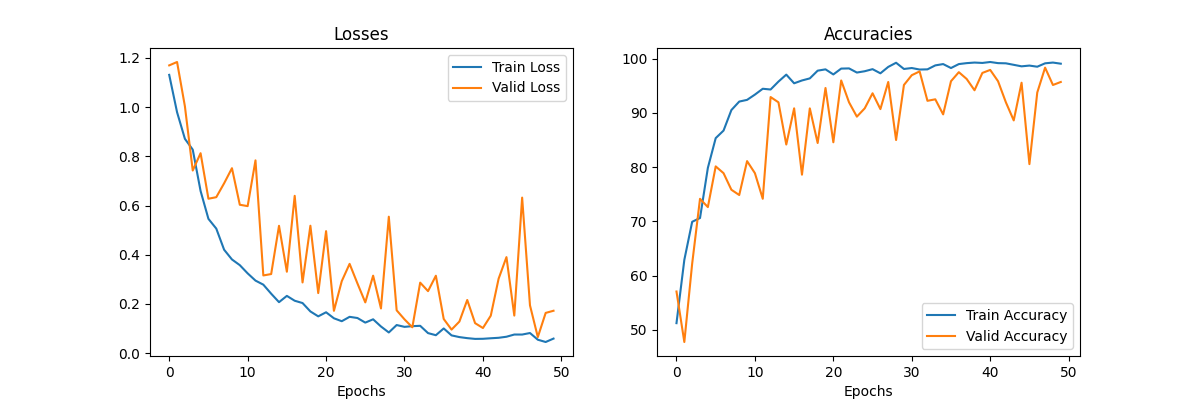 Losses
1.2
1.0
0.8
0.6
0.4
0.2
0.0
0 10 20 30 40 50
Epochs
Train Loss
Valid Loss
Accuracies
100
90
80
70
60
50
0 10 20 30 40 50
Epochs
Train Accuracy
Valid Accuracy